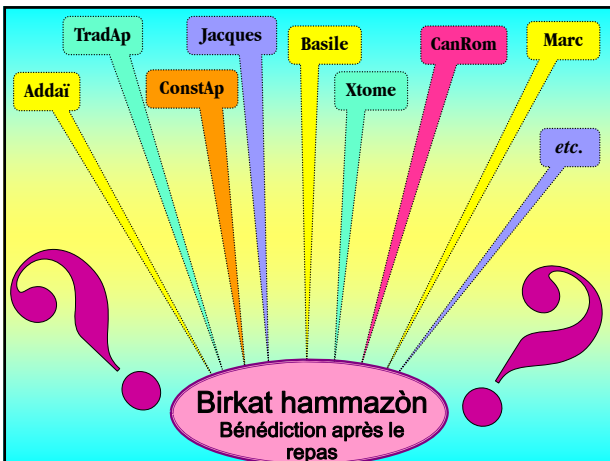 TradAp
Jacques
Basile
CanRom
Marc
Addaï
ConstAp
Xtome
etc.
Birkat hammazòn
Bénédiction après le
repas